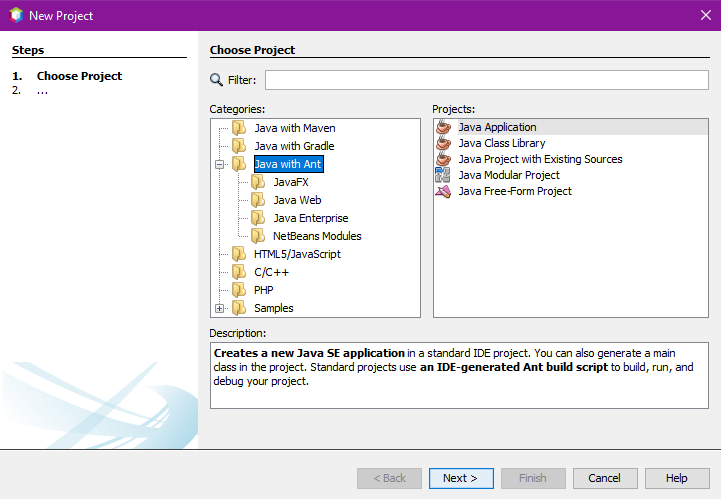 New Project
Steps
1. Choose Project
2. ...
Choose Project
Filter:
Categories:
Java with Maven
Java with Gradle
Java with Ant
JavaFX
Java Web
Java Enterprise
NetBeans Modules
HTML5/JavaScript
C/C++
PHP
Samples
Projects:
Java Application
Java Class Library
Java Project with Existing Sources
Java Modular Project
Java Free-Form Project
Description:
Creates a new Java SE application in a standard IDE project. You can also generate a main
class in the project. Standard projects use an IDE-generated Ant build script to build, run, and
debug your project.
< Back
Next >
Finish
Cancel
Help